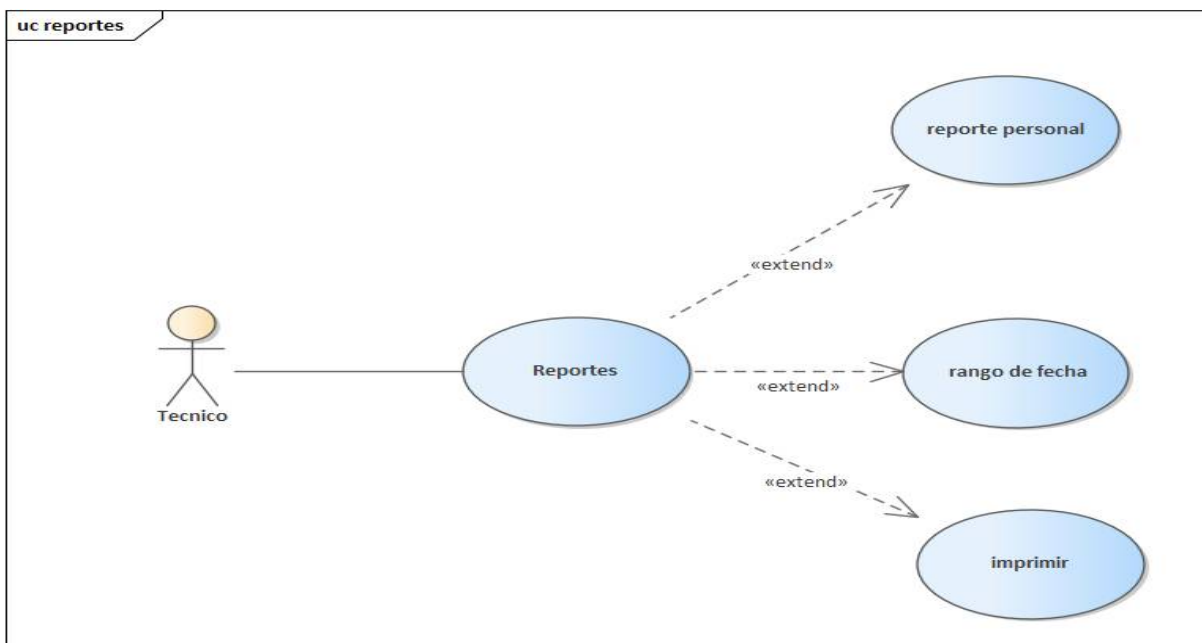 uc reportes
reporte personal
«extend»
Reportes
«extend»
rango de fecha
Tecnico
«extend»
imprimir